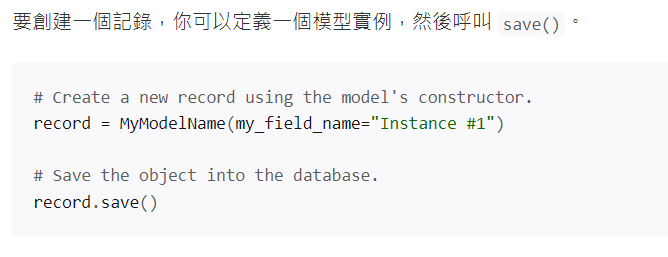 要創建一個記錄，你可以定義一個模型實例，然後呼叫 save() 。
# Create a new record using the model's constructor.
record = MyModelName(my_field_name="Instance #1")
# Save the object into the database.
record.save()